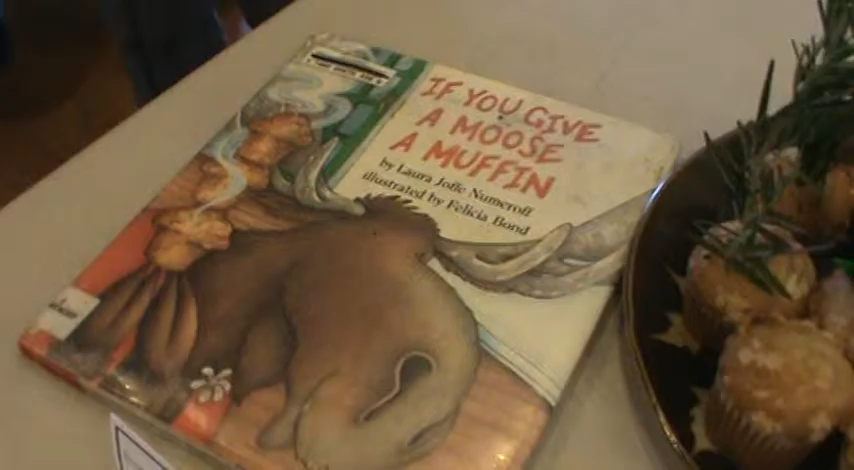 IF YOU GIVE
A MOOSE
A MUFFIN
by Laura Joffe Numeroff
illustrated by Felicia Bond